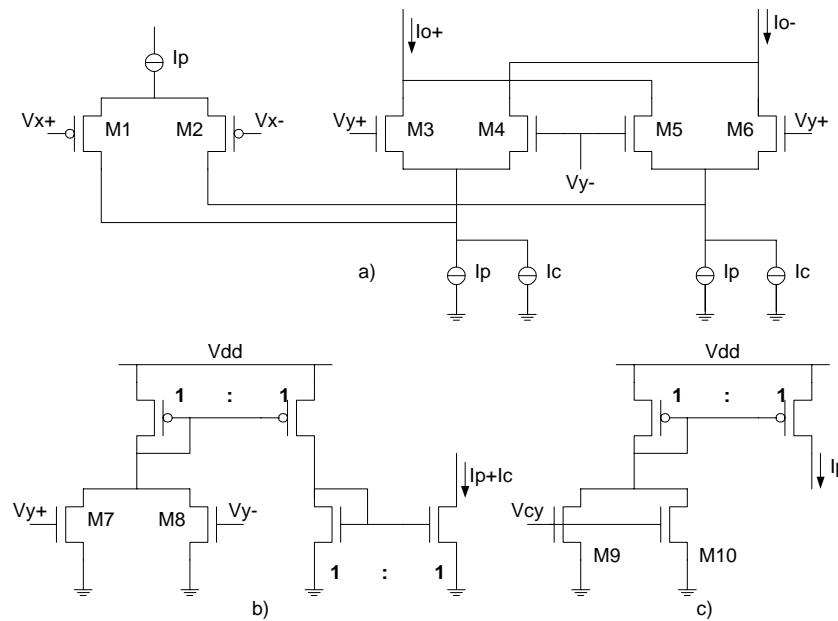 Ip
Io+
Io-
Vx+
M1
M2
Vx-
Vy+
M3
M4
M5
M6
Vy+
Vy-
a)
Ip
Ic
Ip
Ic
Vdd
1 : 1
Ip+Ic
Vy+
M7
M8
Vy-
1 : 1
b)
Vdd
1 : 1
Ip
Vcy
M9
M10
c)